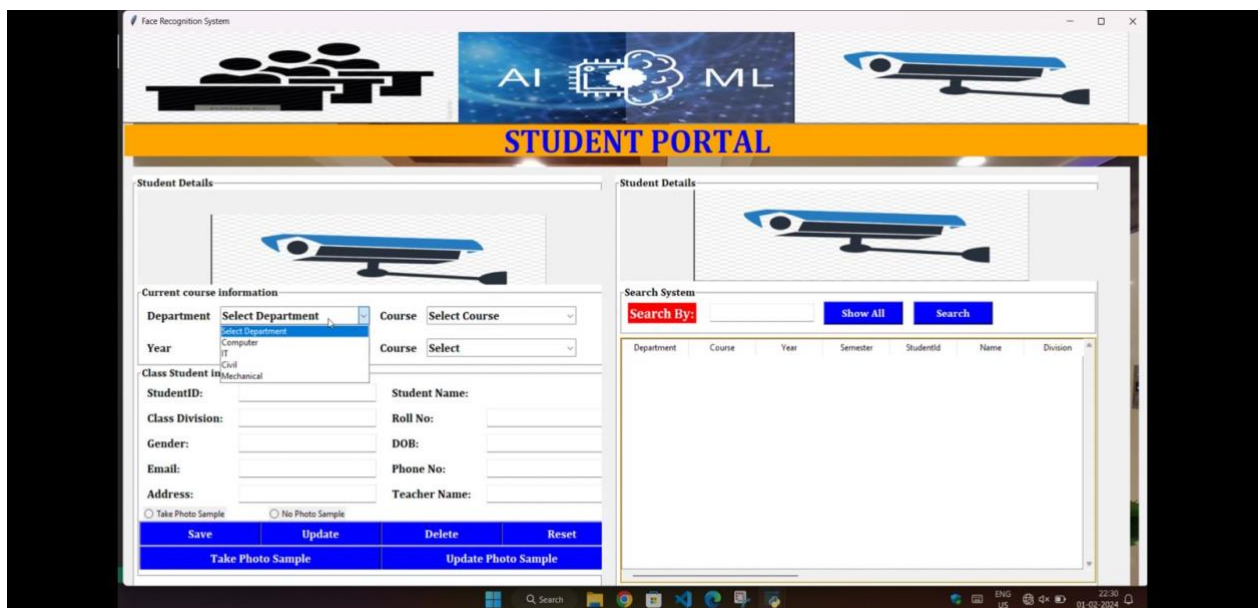 Face Recognition System
AI ML
STUDENT PORTAL
Student Details
Current course information
Department Select Department Course Select Course
Select Department
Computer
IT
Civil
Mechanical
Year Course Select
Class Student in
StudentID: Student Name:
Class Division: Roll No:
Gender: DOB:
Email: Phone No:
Address: Teacher Name:
Take Photo Sample No Photo Sample
Save Update Delete Reset
Take Photo Sample Update Photo Sample
Student Details
Search System
Search By: Show All Search
Department Course Year Semester StudentId Name Division
Search
ENG
US
22:30
01-02-2024